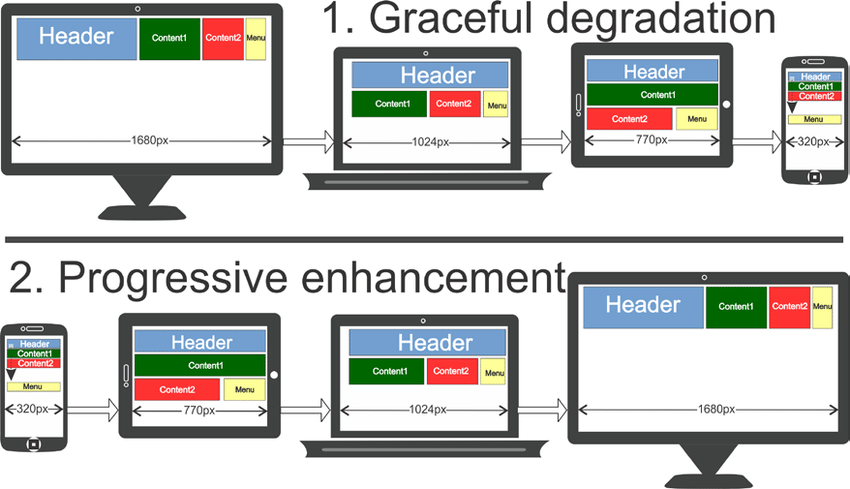 1. Graceful degradation
Header Content1 Content2 Menu
1680px
Header
Content1 Content2 Menu
1024px
Header
Content1
Content2 Menu
770px
Header
Content1
Content2
Menu
320px
2. Progressive enhancement
Header
Content1
Content2
Menu
320px
Header
Content1
Content2 Menu
770px
Header
Content1 Content2 Menu
1024px
Header Content1 Content2 Menu
1680px